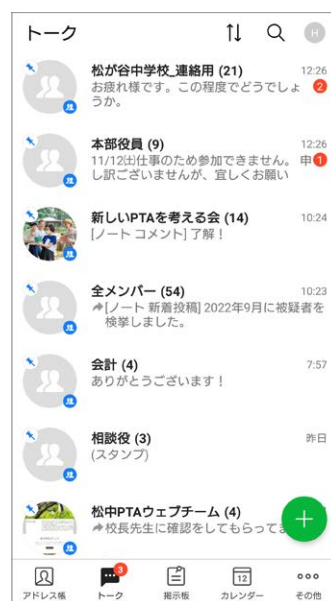 トーク
H
松が谷中学校_連絡用 (21)
12:26
お疲れ様です。この程度でどうでしょ
うか。
2
本部役員 (9)
12:26
11/12㈯仕事のため参加できません。 申
し訳ございませんが、宜しくお願い
1
新しいPTAを考える会 (14)
10:24
[ノート コメント] 了解！
全メンバー (54)
10:23
[ノート 新着投稿] 2022年9月に被疑者を
検挙しました。
会計 (4)
7:57
ありがとうございます！
相談役 (3)
昨日
(スタンプ)
松中PTAウェブチーム (4)
校長先生に確認をしてもらって
3
12
アドレス帳
トーク
掲示板
カレンダー
その他